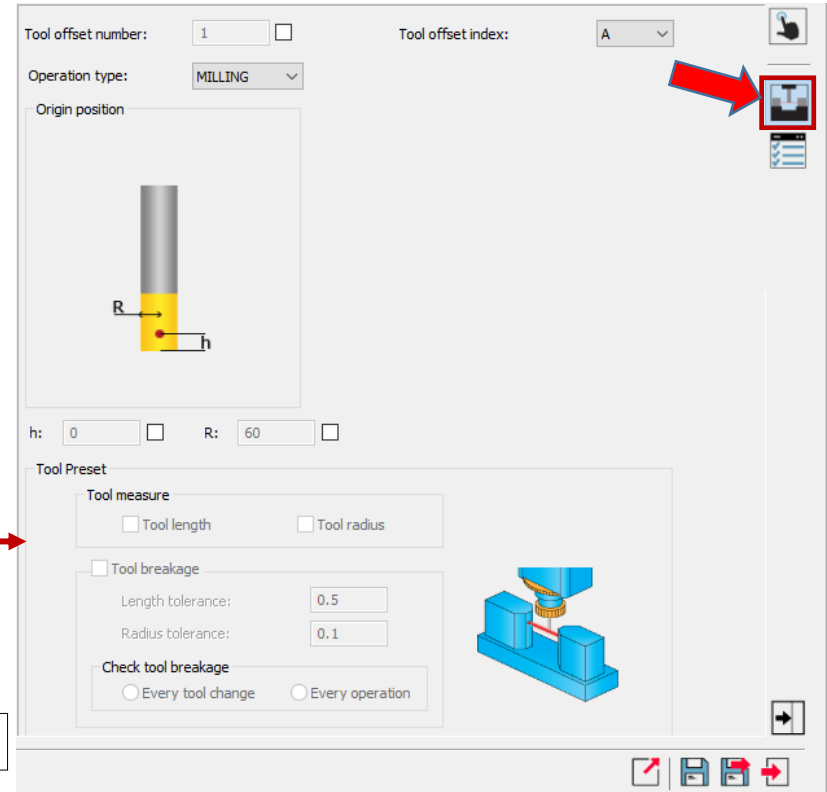 Tool offset number: 1 Tool offset index: A
Operation type: MILLING
Origin position
R
h
h: 0 R: 60
Tool Preset
Tool measure
Tool length Tool radius
Tool breakage
Length tolerance: 0.5
Radius tolerance: 0.1
Check tool breakage
Every tool change Every operation